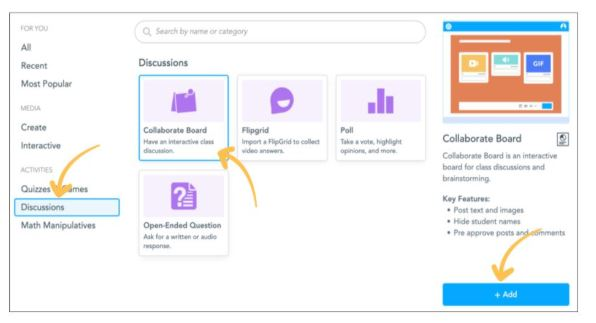 FOR YOU
All
Recent
Most Popular
MEDIA
Create
Interactive
ACTIVITIES
Quizzes & Games
Discussions
Math Manipulatives
Search by name or category
Discussions
Collaborate Board
Have an interactive class
discussion.
Flipgrid
Import a FlipGrid to collect
video answers.
Poll
Take a vote, highlight
opinions, and more.
Open-Ended Question
Ask for a written or audio
response.
GIF
Collaborate Board
Collaborate Board is an interactive
board for class discussions and
brainstorming.
Key Features:
• Post text and images
• Hide student names
• Pre approve posts and comments
+ Add